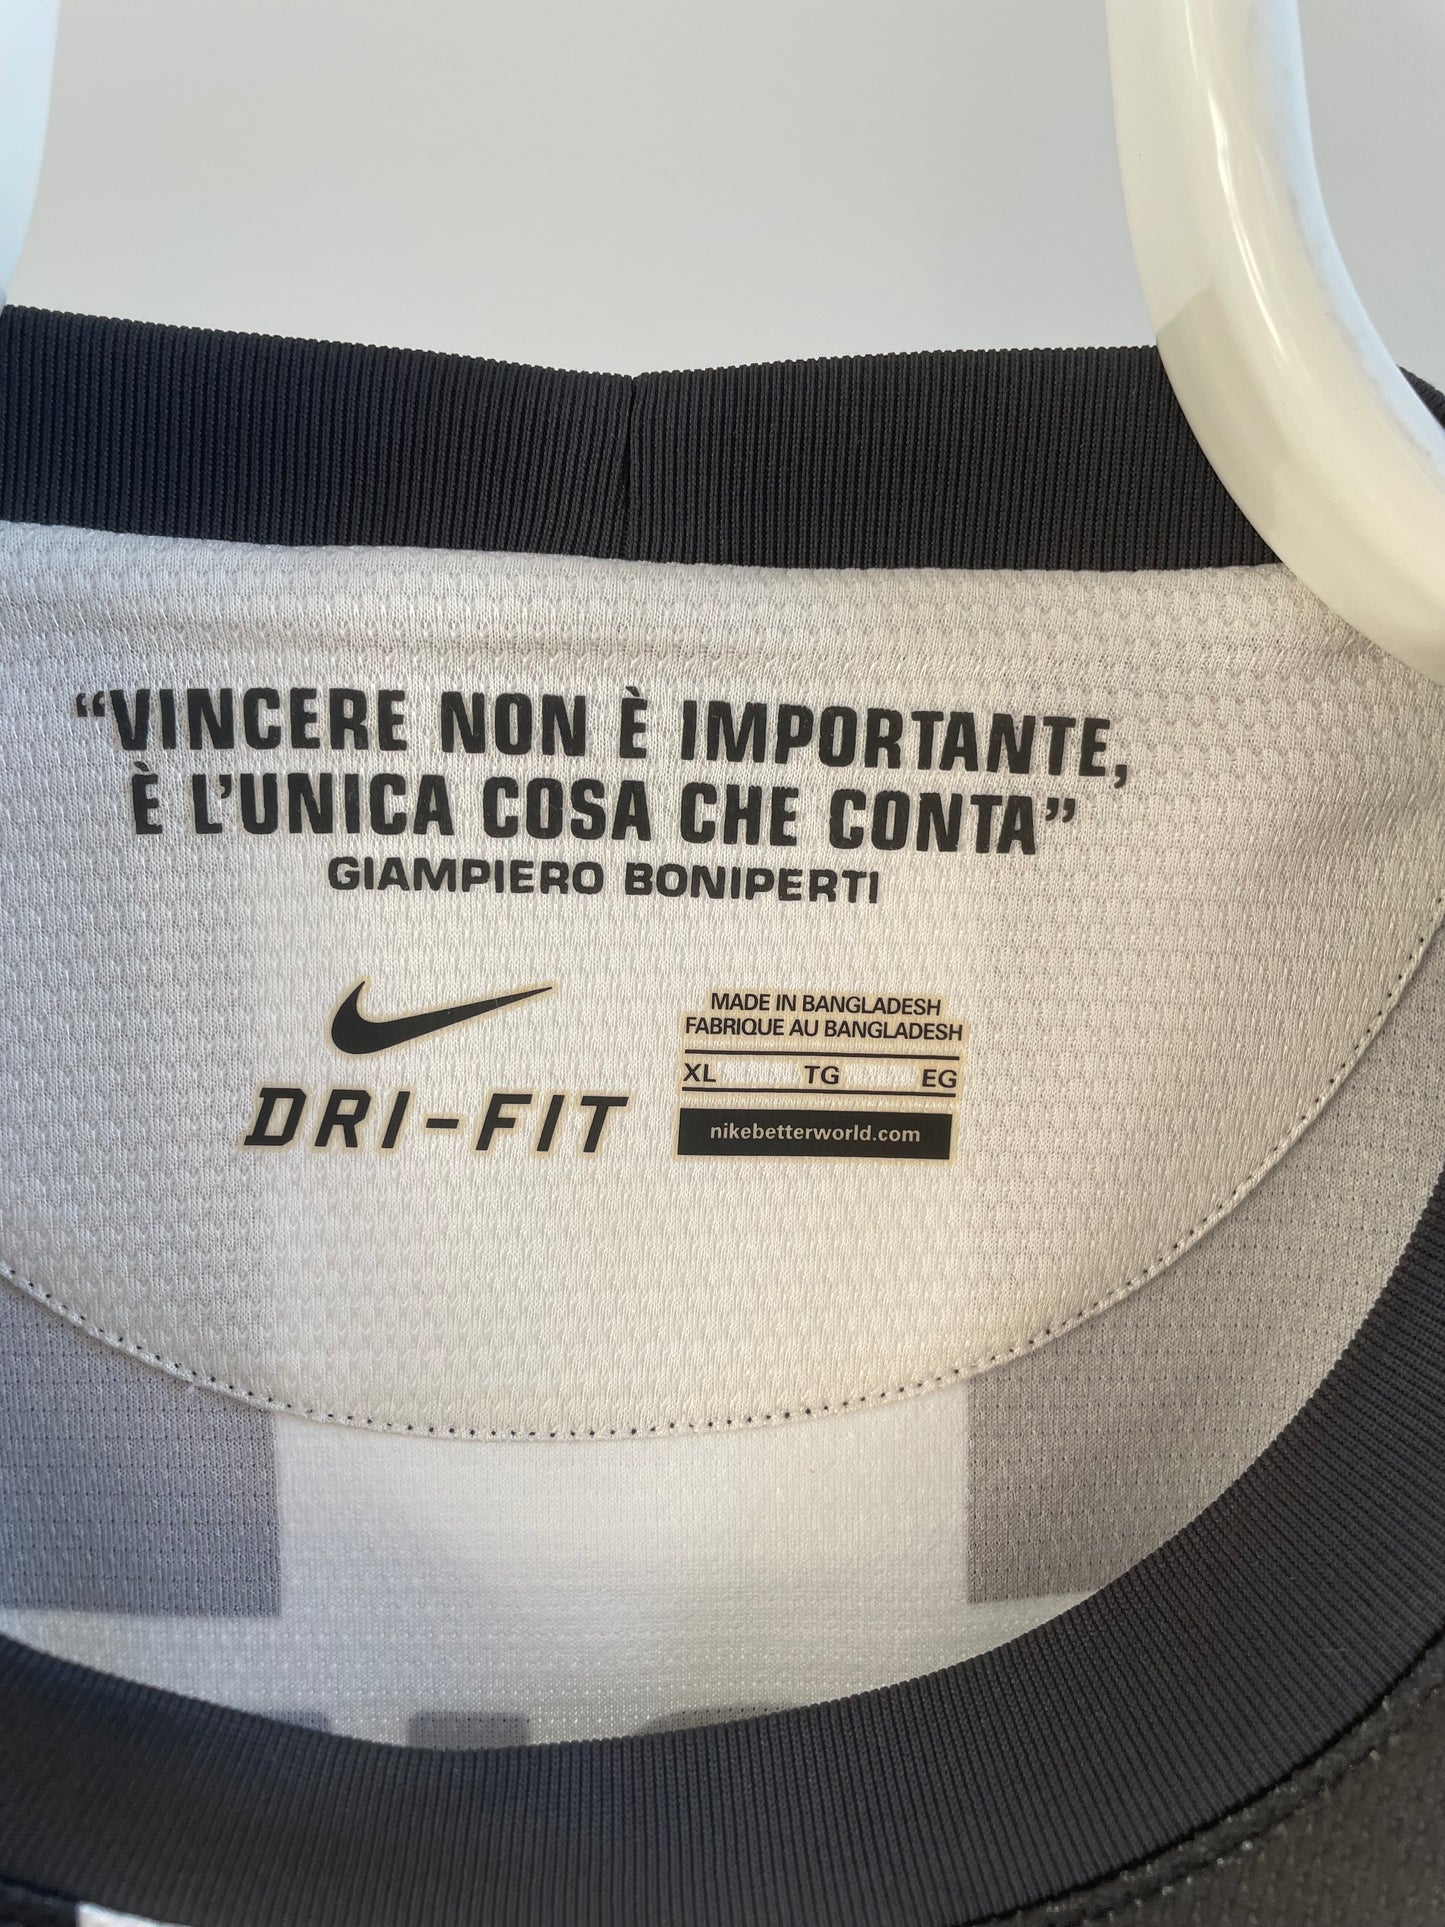 “VINCERE NON È IMPORTANTE,
È L’UNICA COSA CHE CONTA”
GIAMPIERO BONIPERTI
DRI-FIT
MADE IN BANGLADESH
FABRIQUE AU BANGLADESH
XL TG EG
nikebetterworld.com